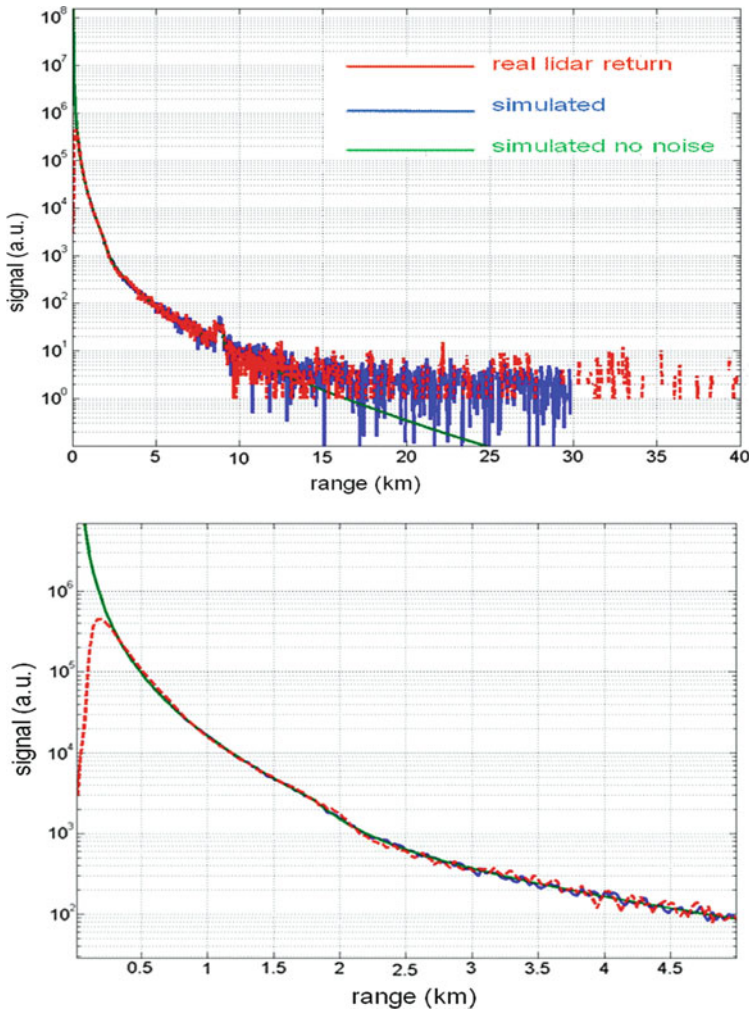 10^8
10^7
10^6
10^5
10^4
10^3
10^2
10^1
10^0
signal (a.u.)
real lidar return
simulated
simulated no noise
0 5 10 15 20 25 30 35 40
range (km)
10^6
10^5
10^4
10^3
10^2
signal (a.u.)
0.5 1 1.5 2 2.5 3 3.5 4 4.5
range (km)